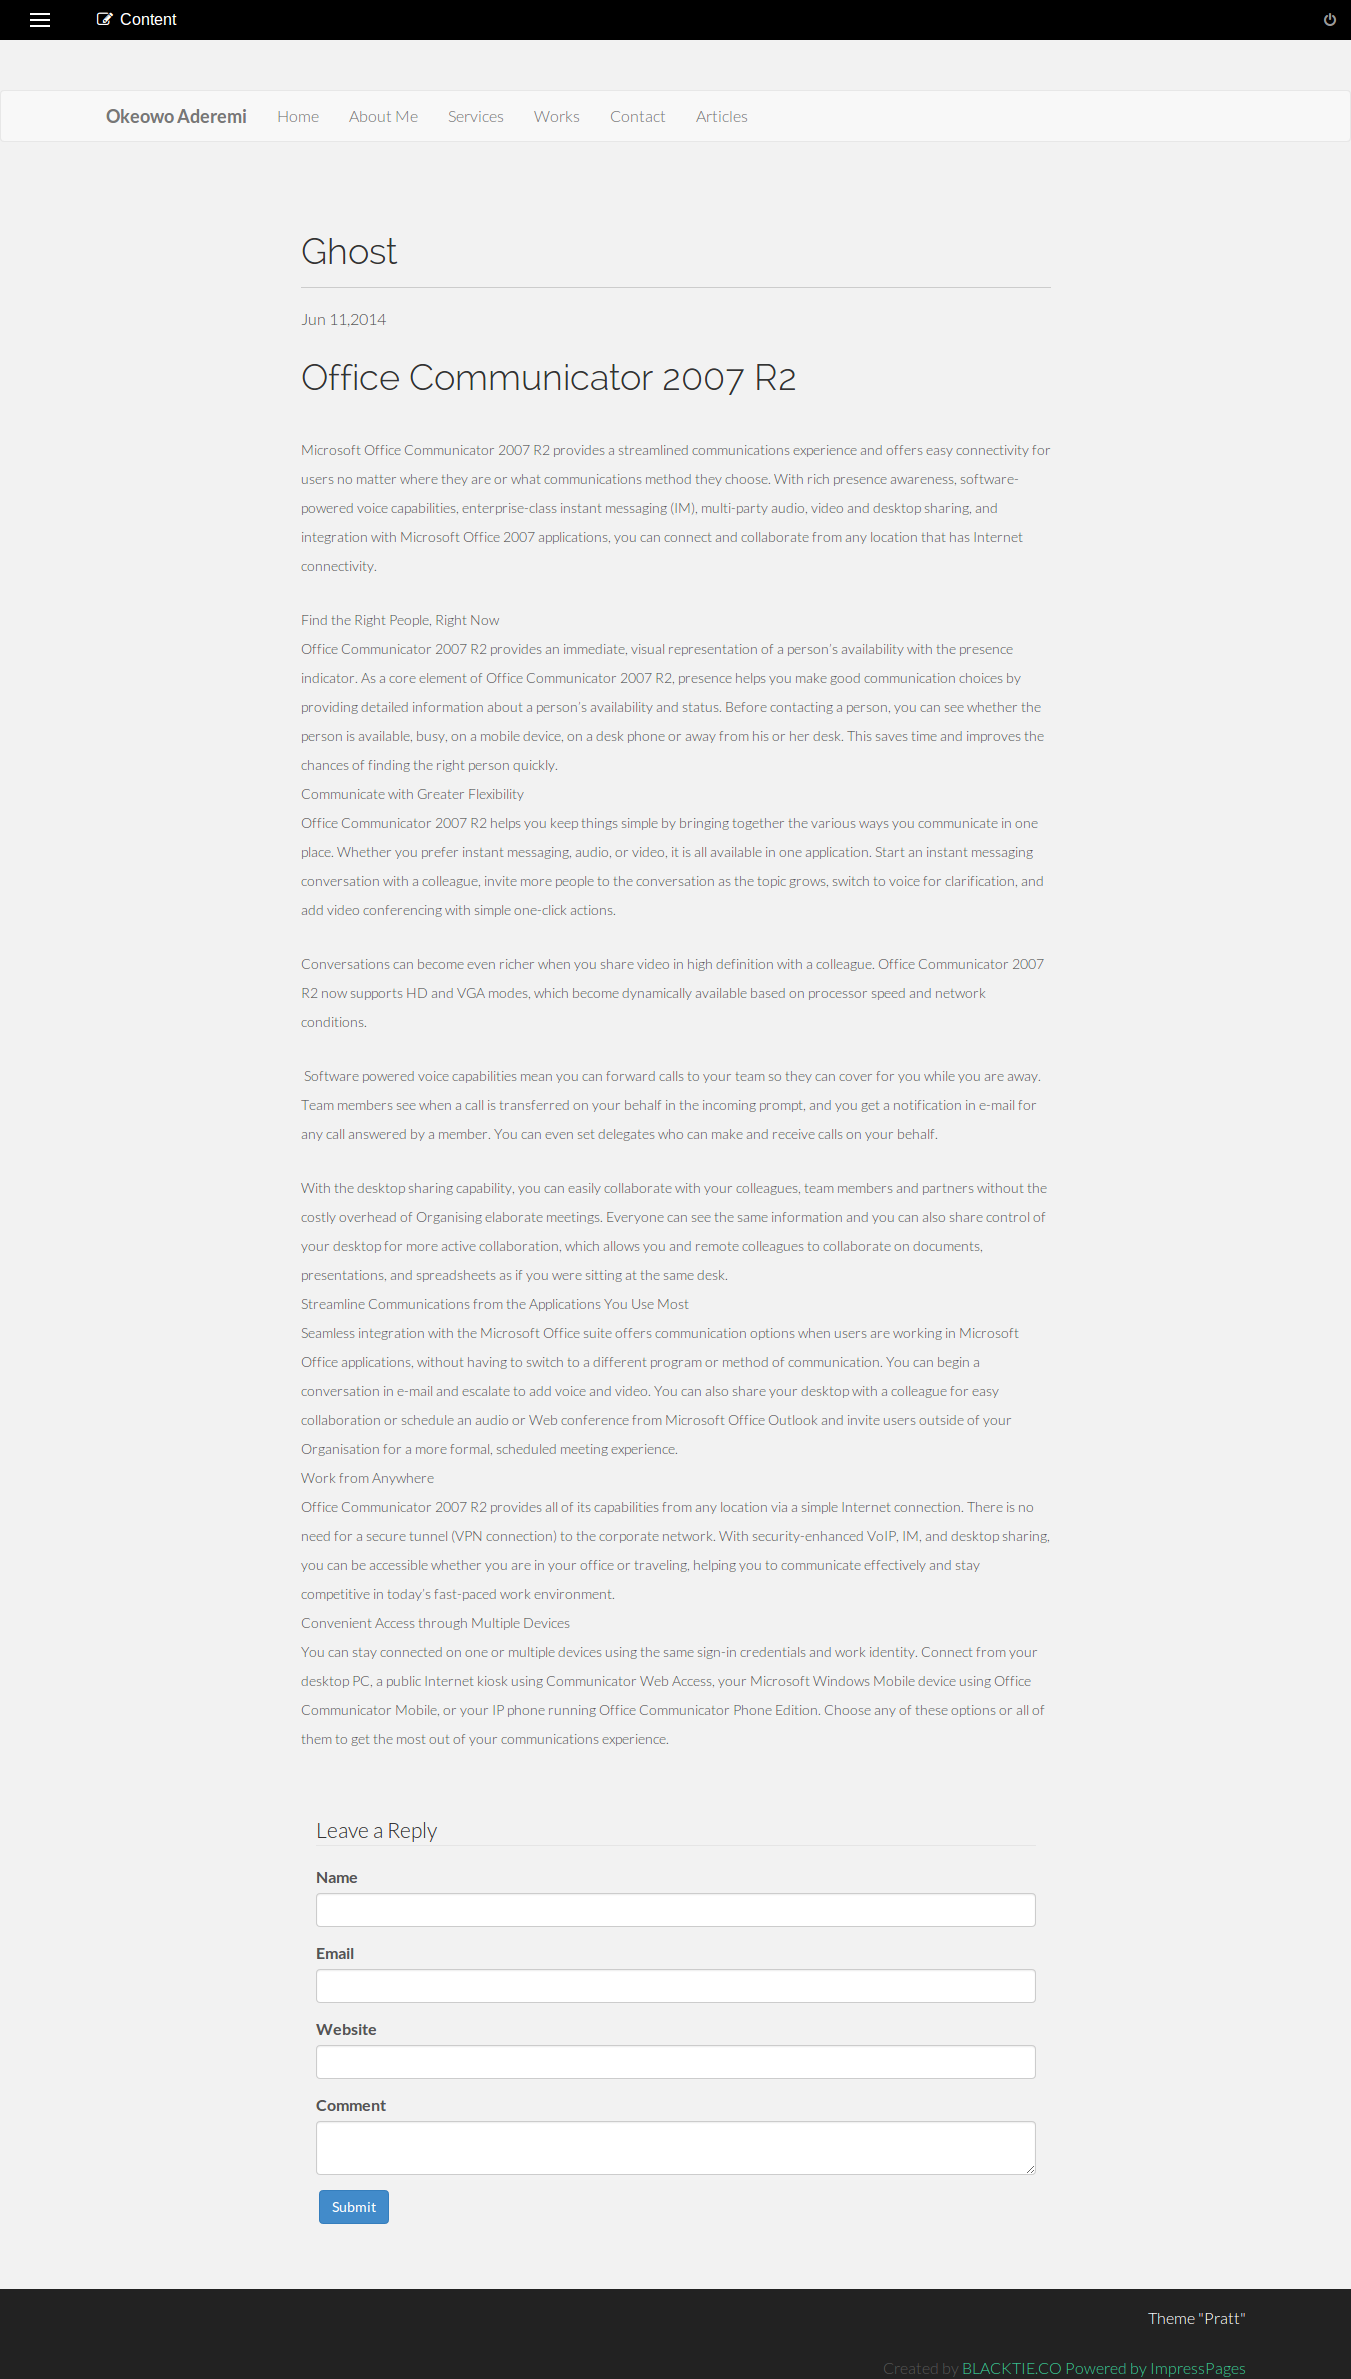 Content
Okeowo Aderemi Home About Me Services Works Contact Articles
Ghost
Jun 11,2014
Office Communicator 2007 R2
Microsoft Office Communicator 2007 R2 provides a streamlined communications experience and offers easy connectivity for
users no matter where they are or what communications method they choose. With rich presence awareness, software-
powered voice capabilities, enterprise-class instant messaging (IM), multi-party audio, video and desktop sharing, and
integration with Microsoft Office 2007 applications, you can connect and collaborate from any location that has Internet
connectivity.
Find the Right People, Right Now
Office Communicator 2007 R2 provides an immediate, visual representation of a person's availability with the presence
indicator. As a core element of Office Communicator 2007 R2, presence helps you make good communication choices by
providing detailed information about a person's availability and status. Before contacting a person, you can see whether the
person is available, busy, on a mobile device, on a desk phone or away from his or her desk. This saves time and improves the
chances of finding the right person quickly.
Communicate with Greater Flexibility
Office Communicator 2007 R2 helps you keep things simple by bringing together the various ways you communicate in one
place. Whether you prefer instant messaging, audio, or video, it is all available in one application. Start an instant messaging
conversation with a colleague, invite more people to the conversation as the topic grows, switch to voice for clarification, and
add video conferencing with simple one-click actions.
Conversations can become even richer when you share video in high definition with a colleague. Office Communicator 2007
R2 now supports HD and VGA modes, which become dynamically available based on processor speed and network
conditions.
Software powered voice capabilities mean you can forward calls to your team so they can cover for you while you are away.
Team members see when a call is transferred on your behalf in the incoming prompt, and you get a notification in e-mail for
any call answered by a member. You can even set delegates who can make and receive calls on your behalf.
With the desktop sharing capability, you can easily collaborate with your colleagues, team members and partners without the
costly overhead of Organising elaborate meetings. Everyone can see the same information and you can also share control of
your desktop for more active collaboration, which allows you and remote colleagues to collaborate on documents,
presentations, and spreadsheets as if you were sitting at the same desk.
Streamline Communications from the Applications You Use Most
Seamless integration with the Microsoft Office suite offers communication options when users are working in Microsoft
Office applications, without having to switch to a different program or method of communication. You can begin a
conversation in e-mail and escalate to add voice and video. You can also share your desktop with a colleague for easy
collaboration or schedule an audio or Web conference from Microsoft Office Outlook and invite users outside of your
Organisation for a more formal, scheduled meeting experience.
Work from Anywhere
Office Communicator 2007 R2 provides all of its capabilities from any location via a simple Internet connection. There is no
need for a secure tunnel (VPN connection) to the corporate network. With security-enhanced VoIP, IM, and desktop sharing,
you can be accessible whether you are in your office or traveling, helping you to communicate effectively and stay
competitive in today's fast-paced work environment.
Convenient Access through Multiple Devices
You can stay connected on one or multiple devices using the same sign-in credentials and work identity. Connect from your
desktop PC, a public Internet kiosk using Communicator Web Access, your Microsoft Windows Mobile device using Office
Communicator Mobile, or your IP phone running Office Communicator Phone Edition. Choose any of these options or all of
them to get the most out of your communications experience.
Leave a Reply
Name
Email
Website
Comment
Submit
Theme "Pratt"
Created by BLACKTIE.CO Powered by ImpressPages